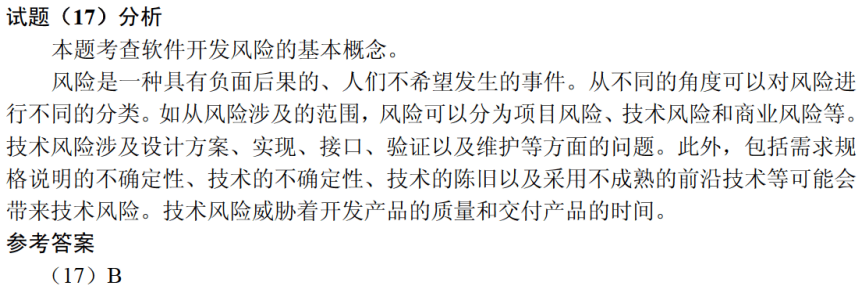 试题（17）分析
本题考查软件开发风险的基本概念。
风险是一种具有负面后果的、人们不希望发生的事件。从不同的角度可以对风险进
行不同的分类。如从风险涉及的范围，风险可以分为项目风险、技术风险和商业风险等。
技术风险涉及设计方案、实现、接口、验证以及维护等方面的问题。此外，包括需求规
格说明的不确定性、技术的不确定性、技术的陈旧以及采用不成熟的前沿技术等可能会
带来技术风险。技术风险威胁着开发产品的质量和交付产品的时间。
参考答案
（17）B